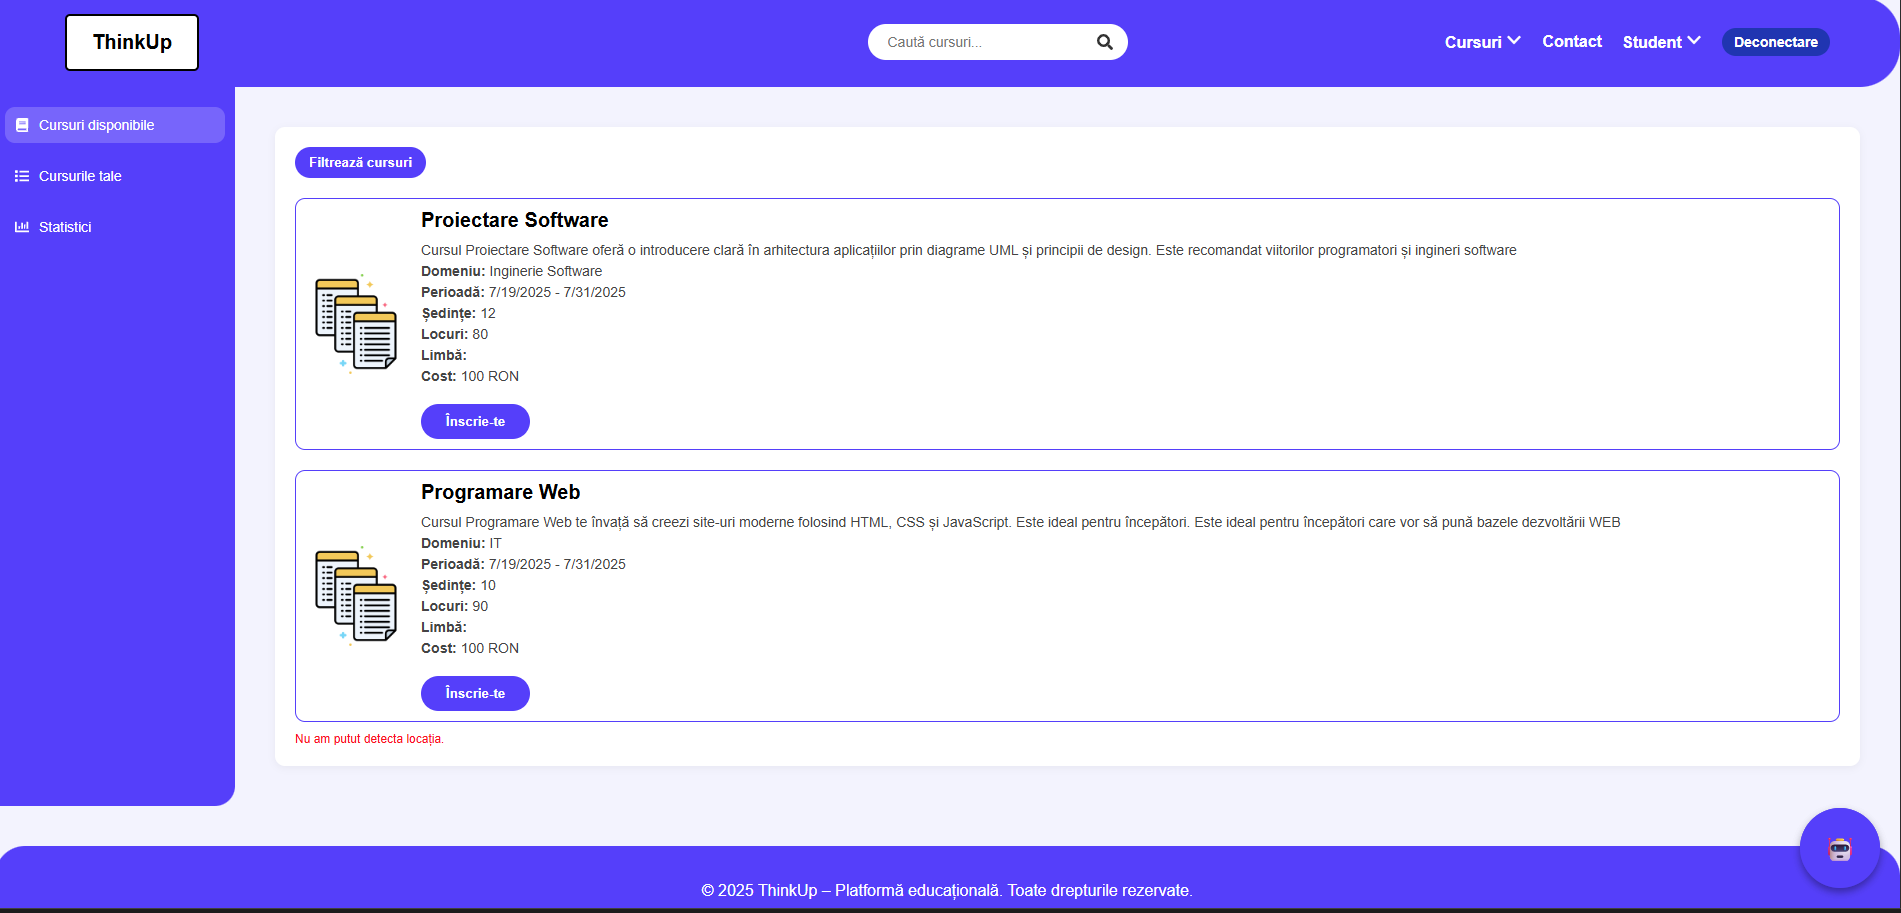 ThinkUp
Caută cursuri...
Cursuri
Contact
Student
Deconectare
Cursuri disponibile
Cursurile tale
Statistici
Filtrează cursuri
Proiectare Software
Cursul Proiectare Software oferă o introducere clară în arhitectura aplicațiilor prin diagrame UML și principii de design. Este recomandat viitorilor programatori și ingineri software
Domeniu: Inginerie Software
Perioadă: 7/19/2025 - 7/31/2025
Ședințe: 12
Locuri: 80
Limbă:
Cost: 100 RON
Înscrie-te
Programare Web
Cursul Programare Web te învață să creezi site-uri moderne folosind HTML, CSS și JavaScript. Este ideal pentru începători. Este ideal pentru începători care vor să pună bazele dezvoltării WEB
Domeniu: IT
Perioadă: 7/19/2025 - 7/31/2025
Ședințe: 10
Locuri: 90
Limbă:
Cost: 100 RON
Înscrie-te
Nu am putut detecta locația.
© 2025 ThinkUp – Platformă educațională. Toate drepturile rezervate.